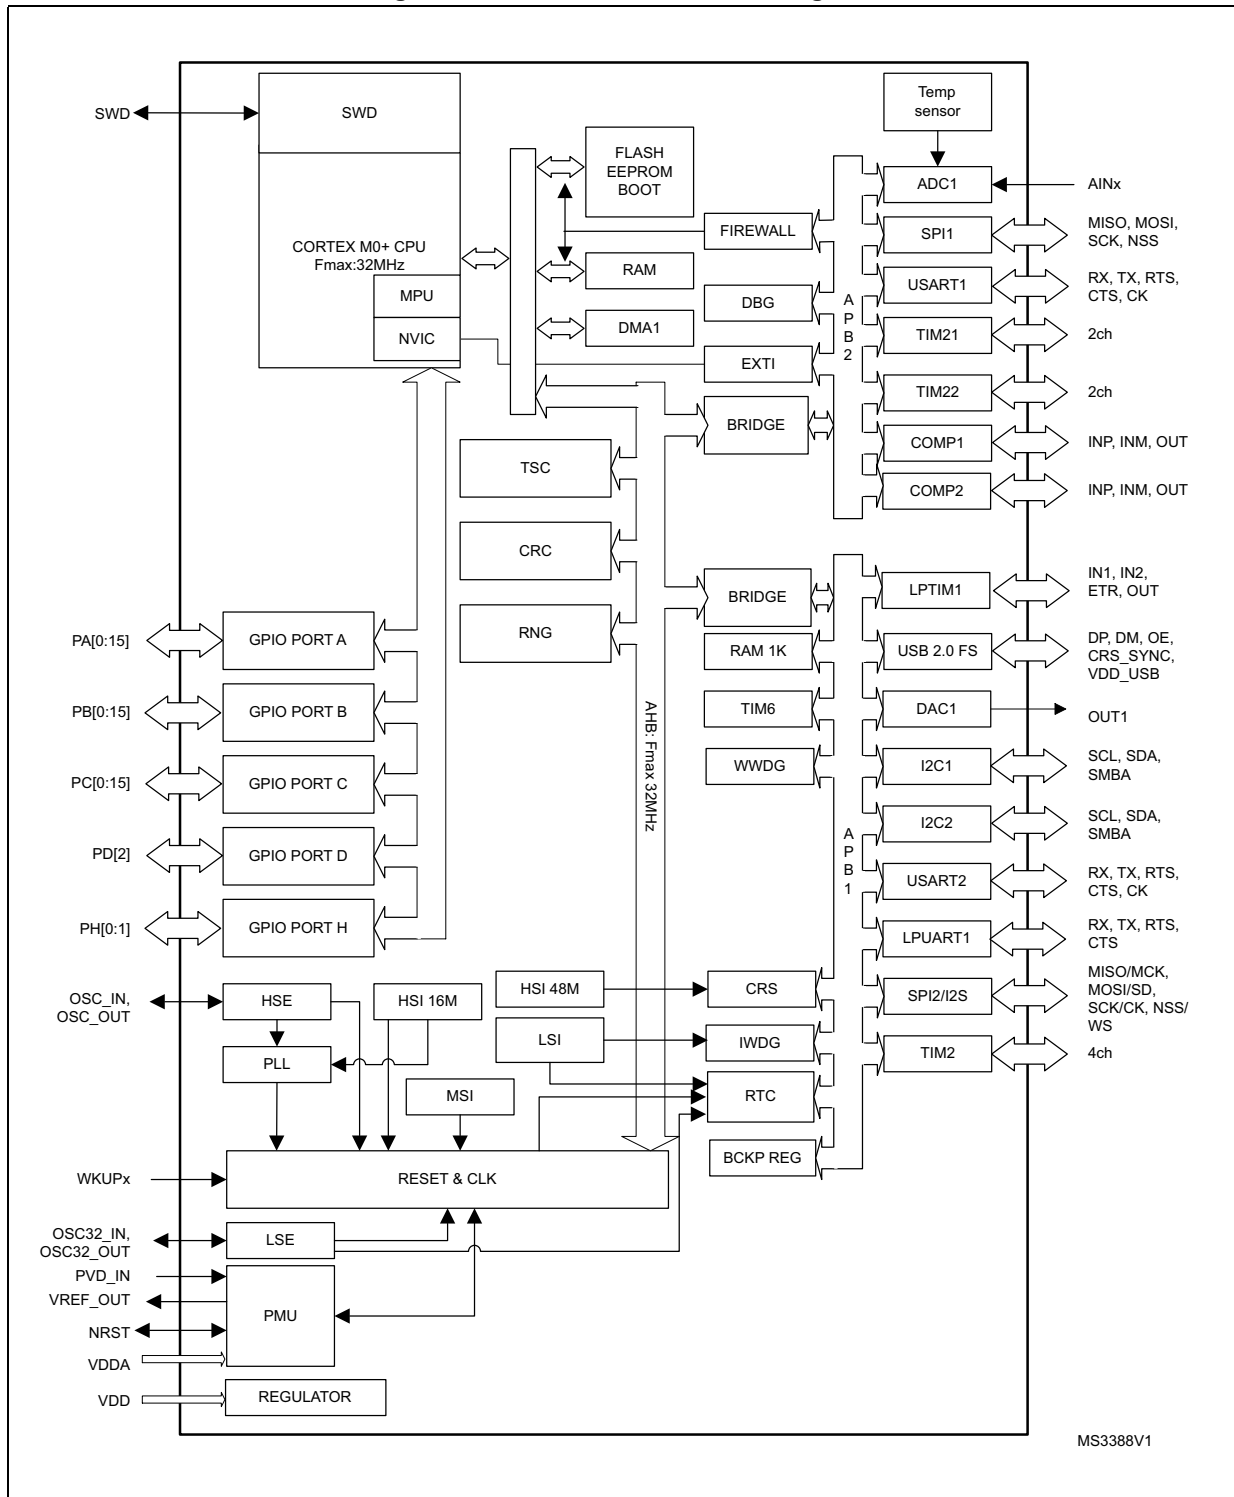 SWD
SWD
Temp
sensor
FLASH
EEPROM
BOOT
ADC1
AINx
FIREWALL
SPI1
MISO, MOSI,
SCK, NSS
CORTEX M0+ CPU
Fmax:32MHz
RAM
MPU
DBG
USART1
RX, TX, RTS,
CTS, CK
NVIC
DMA1
APB2
TIM21
2ch
EXTI
TIM22
2ch
BRIDGE
COMP1
INP, INM, OUT
TSC
COMP2
INP, INM, OUT
CRC
BRIDGE
LPTIM1
IN1, IN2,
ETR, OUT
RNG
PA[0:15]
GPIO PORT A
RAM 1K
USB 2.0 FS
DP, DM, OE,
CRS_SYNC,
VDD_USB
PB[0:15]
GPIO PORT B
AHB: Fmax 32MHz
TIM6
DAC1
OUT1
PC[0:15]
GPIO PORT C
WWDG
I2C1
SCL, SDA,
SMBA
PD[2]
GPIO PORT D
APB1
I2C2
SCL, SDA,
SMBA
USART2
RX, TX, RTS,
CTS, CK
PH[0:1]
GPIO PORT H
LPUART1
RX, TX, RTS,
CTS
OSC_IN,
OSC_OUT
HSE
HSI 16M
HSI 48M
CRS
SPI2/I2S
MISO/MCK,
MOSI/SD,
SCK/CK, NSS/
WS
PLL
LSI
IWDG
TIM2
4ch
MSI
RTC
BCKP REG
WKUPx
RESET & CLK
OSC32_IN,
OSC32_OUT
LSE
PVD_IN
VREF_OUT
PMU
NRST
VDDA
VDD
REGULATOR
MS3388V1